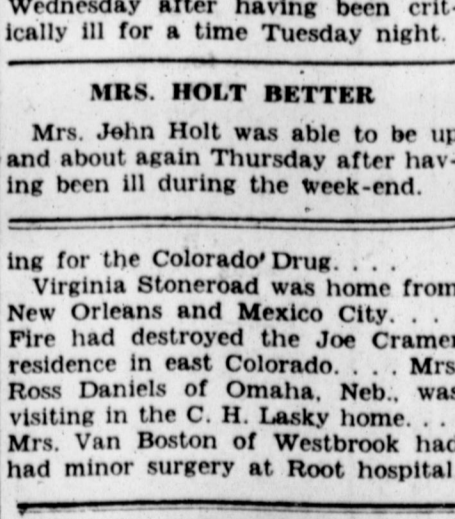 Wednesday after having been crit-
ically ill for a time Tuesday night.
MRS. HOLT BETTER
Mrs. John Holt was able to be up
and about again Thursday after hav-
ing been ill during the week-end.
ing for the Colorado Drug. . . .
Virginia Stoneroad was home from
New Orleans and Mexico City. . .
Fire had destroyed the Joe Cramer
residence in east Colorado. . . . Mrs.
Ross Daniels of Omaha, Neb., was
visiting in the C. H. Lasky home. . .
Mrs. Van Boston of Westbrook had
had minor surgery at Root hospital